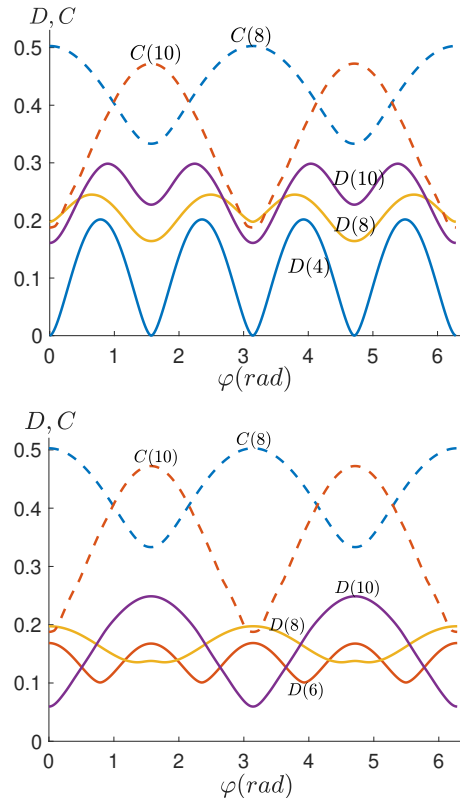 D, C
0.5
C(10)
C(8)
0.4
0.3
D(10)
0.2
D(8)
0.1
D(4)
0
0 1 2 3 4 5 6
φ(rad)
D, C
0.5
C(10)
C(8)
0.4
0.3
D(10)
0.2
D(8)
0.1
D(6)
0
0 1 2 3 4 5 6
φ(rad)